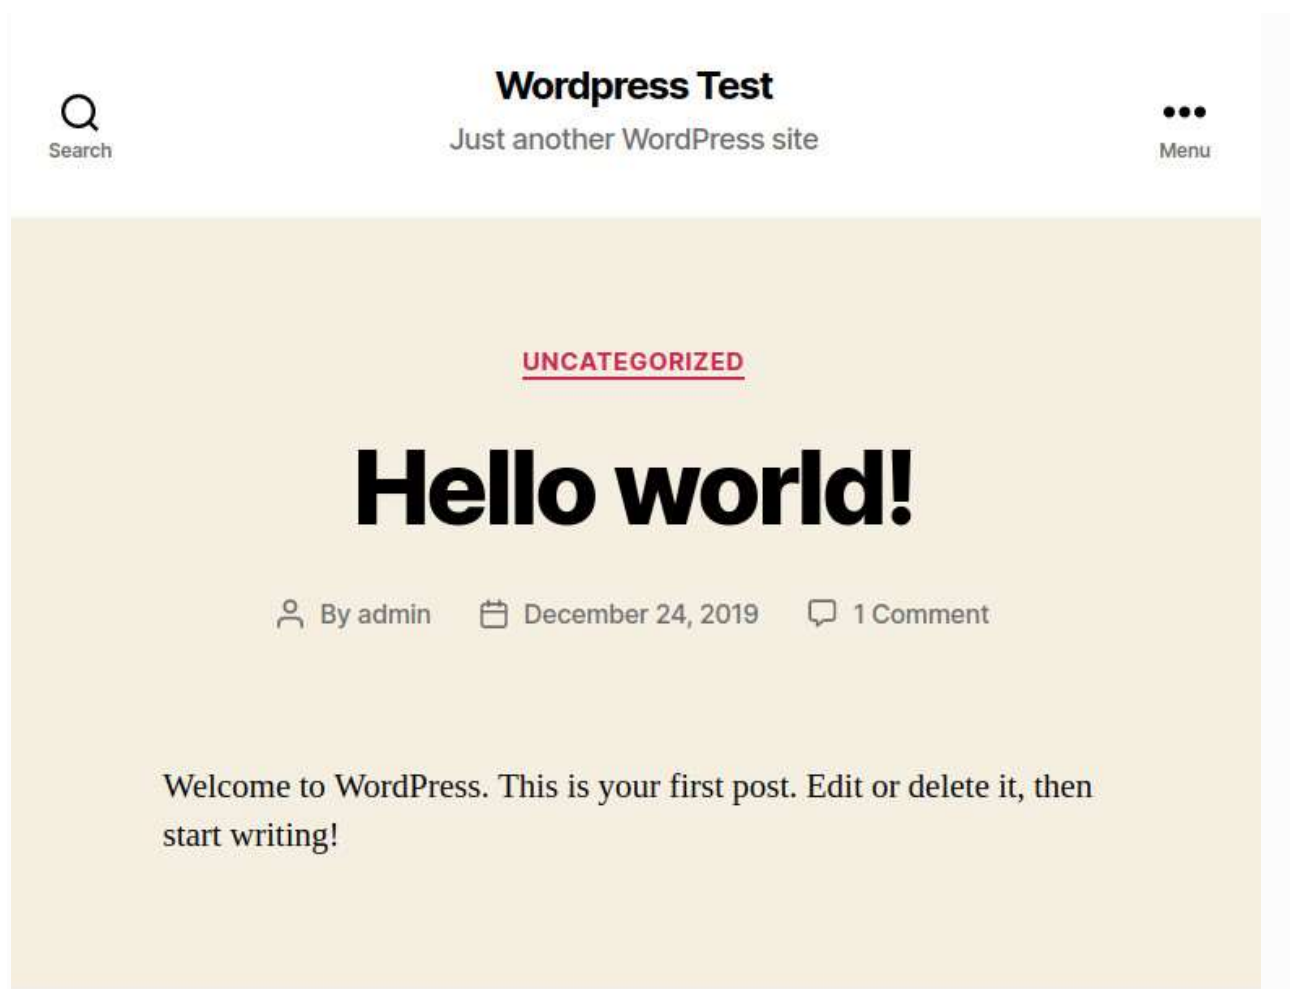 Wordpress Test
Just another WordPress site
Search
Menu
UNCATEGORIZED
Hello world!
By admin December 24, 2019 1 Comment
Welcome to WordPress. This is your first post. Edit or delete it, then
start writing!